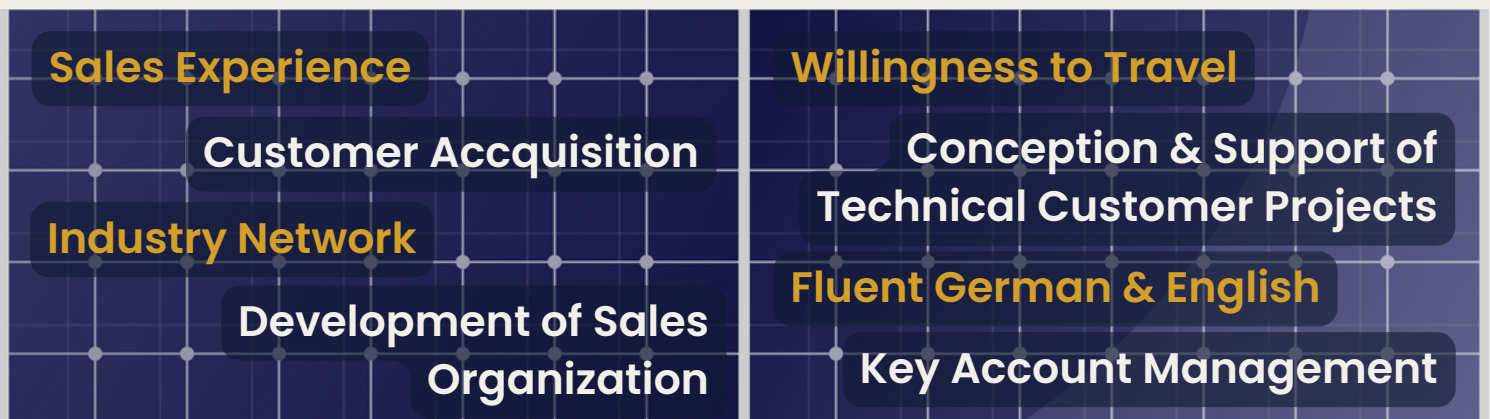 Sales Experience
Customer Accquisition
Industry Network
Development of Sales
Organization
Willingness to Travel
Conception & Support of
Technical Customer Projects
Fluent German & English
Key Account Management